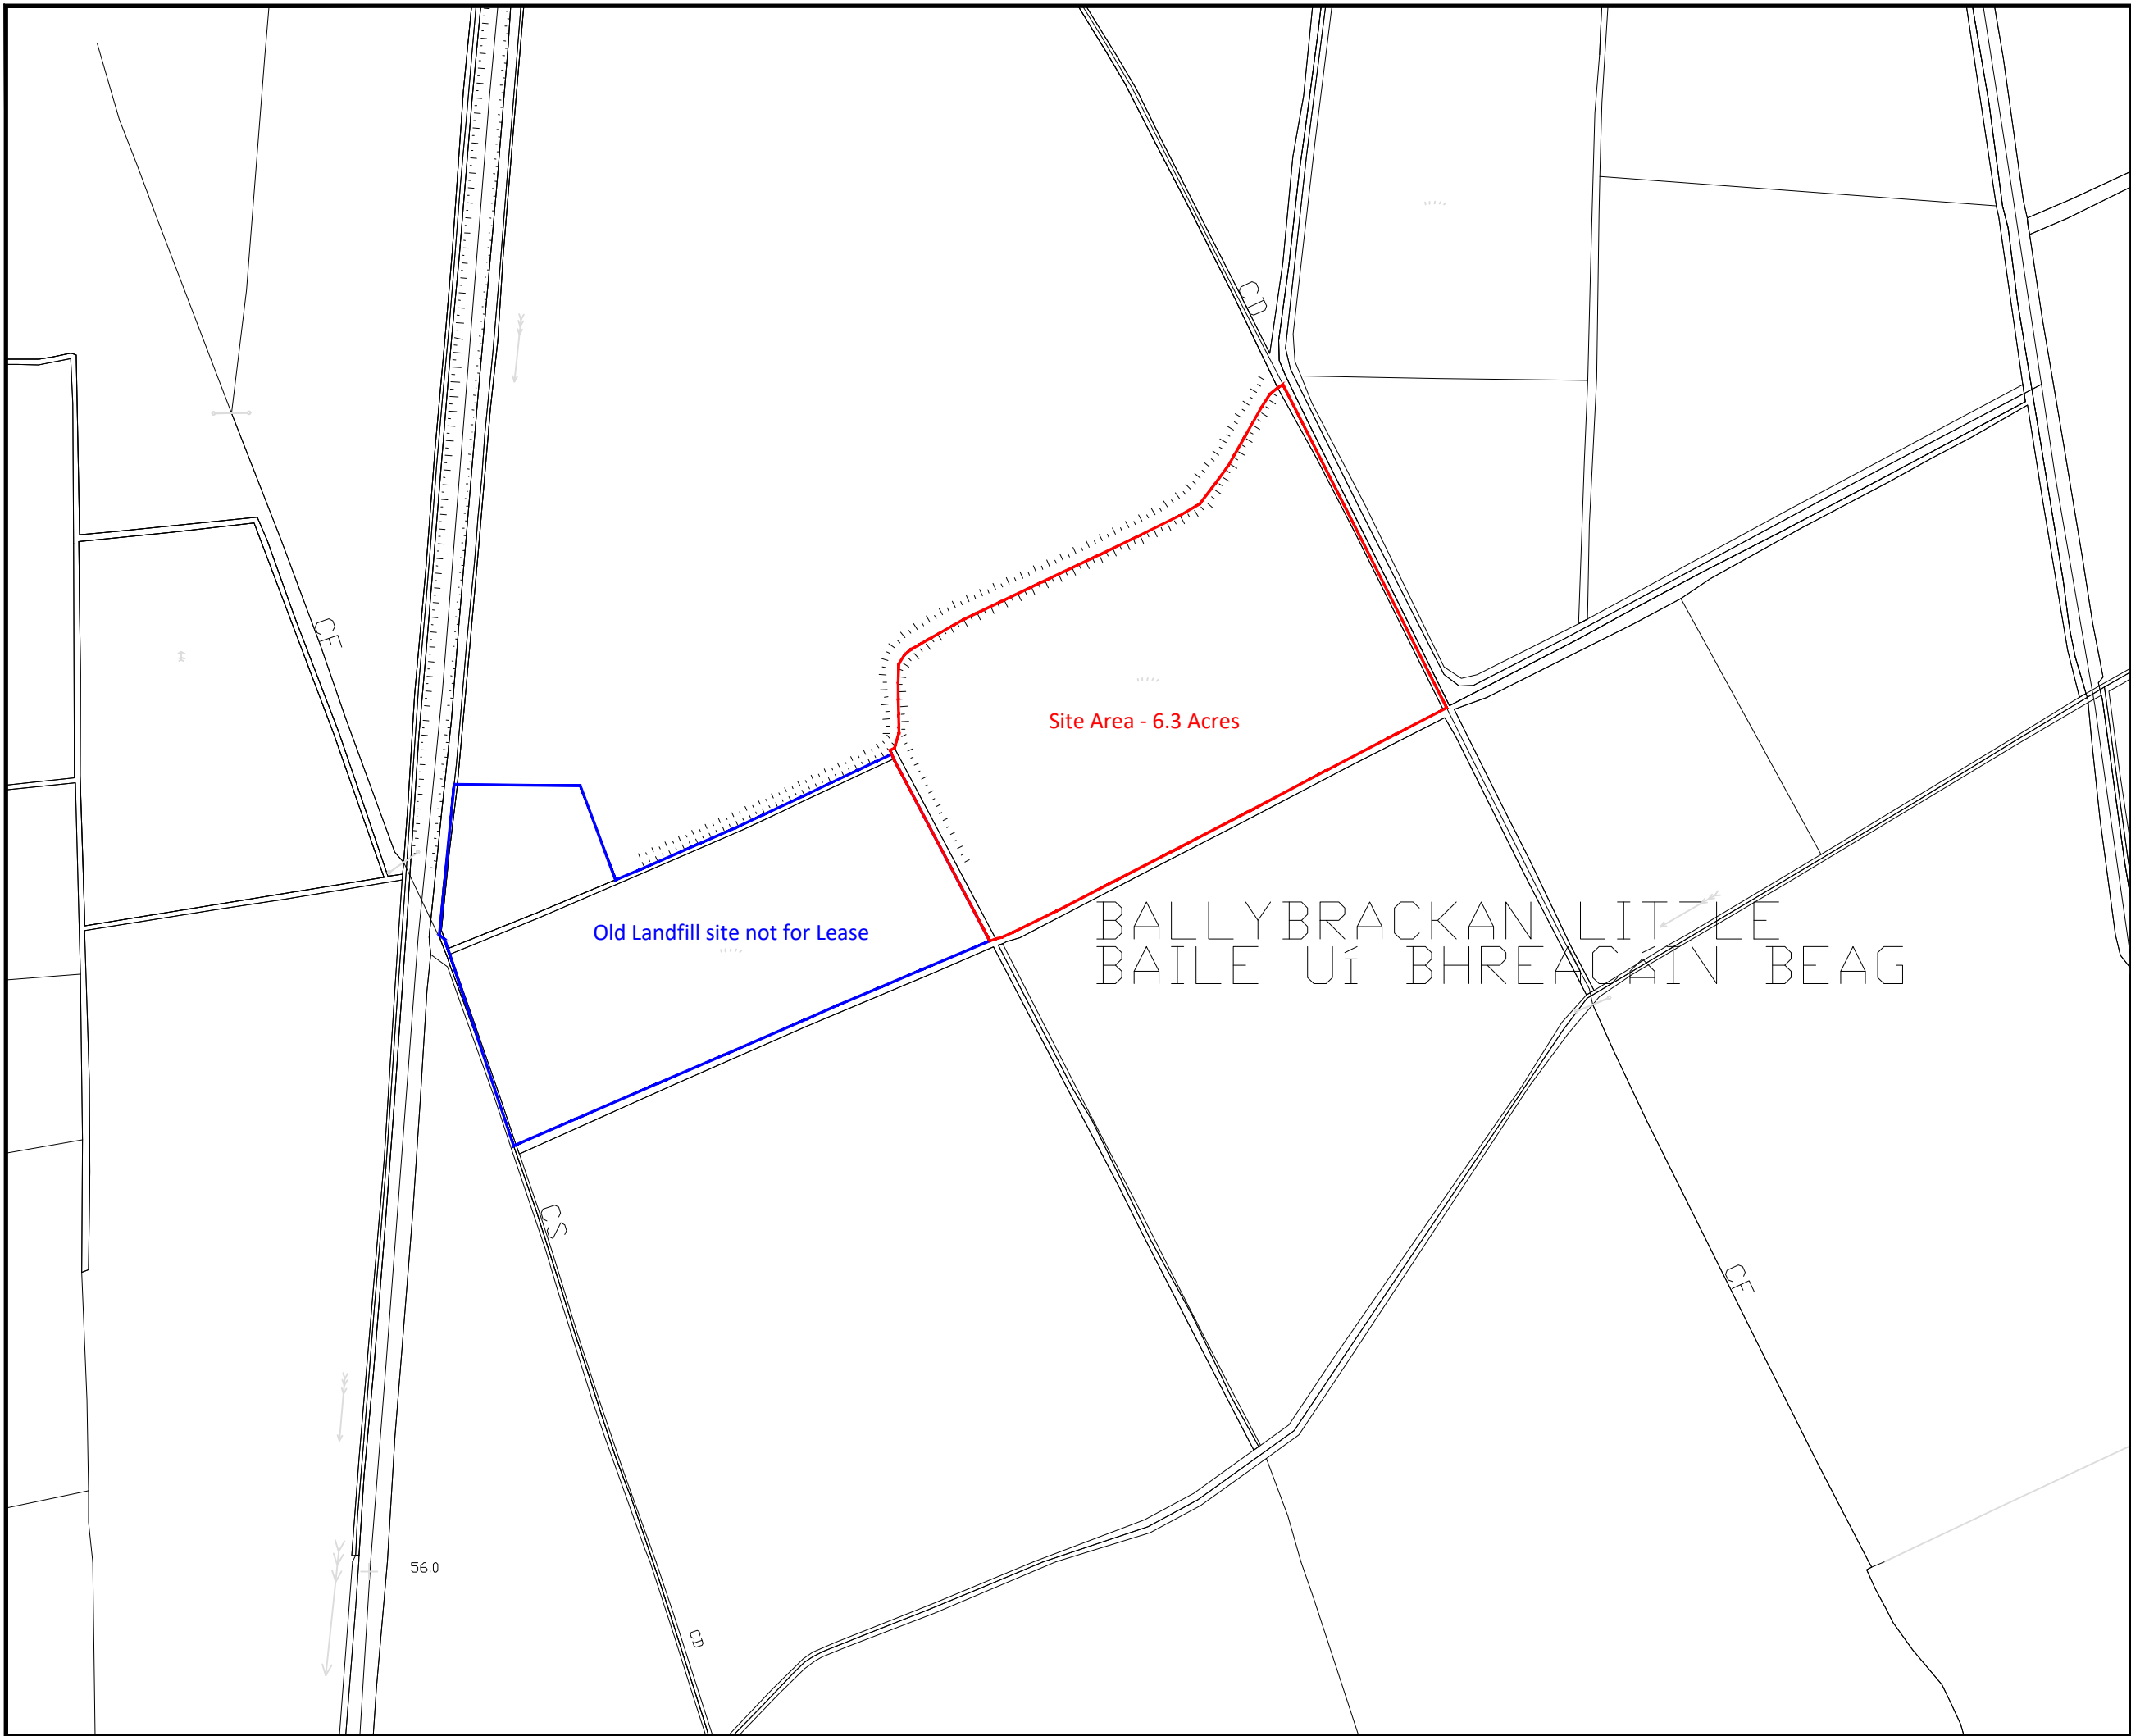 CD
CF
Site Area - 6.3 Acres
BALLYBRACKAN LITTLE
BAILE Uí BHREACÁIN BEAG
Old Landfill site not for Lease
CS
CF
56.0
CD